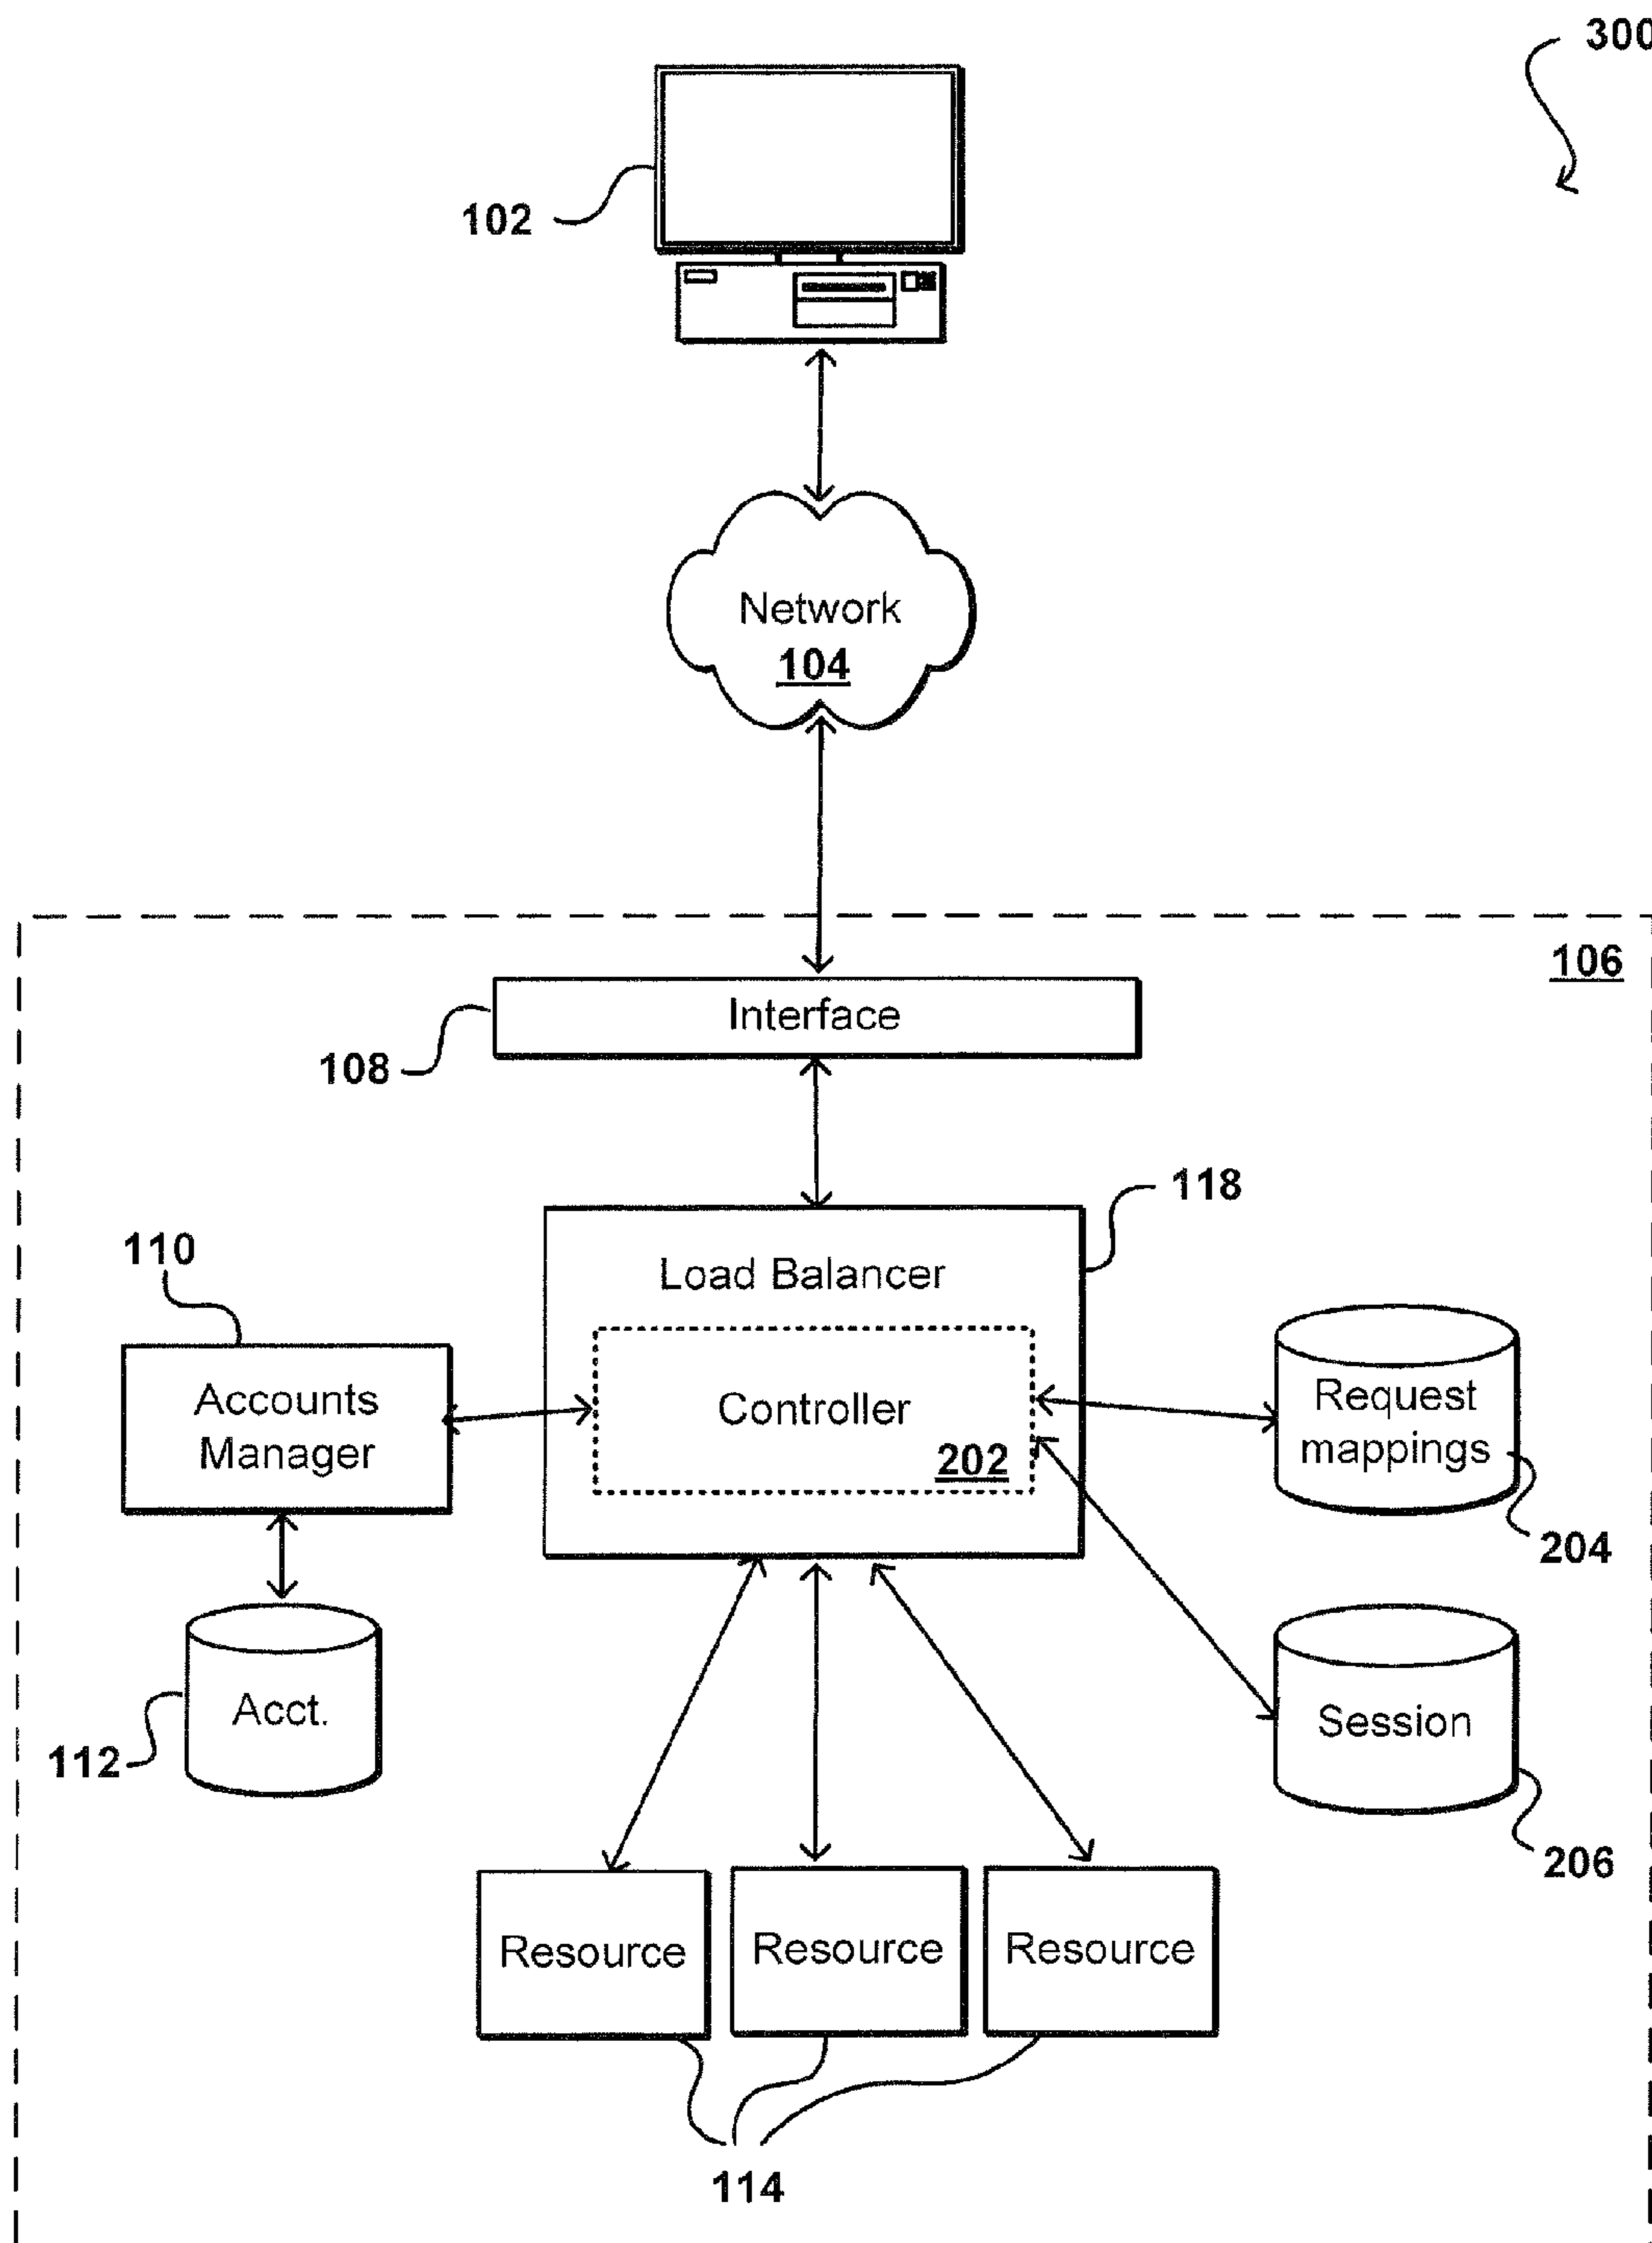 300
102
Network
104
106
Interface
108
118
Load Balancer
110
Accounts
Manager
Controller
202
Request
mappings
204
Acct.
112
Session
206
Resource
Resource
Resource
114